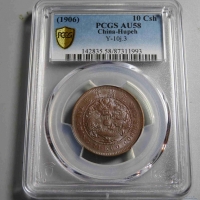 (1906) 10 Csh
PCGS AU58
China-Hupeh
Y-10j.3
142835.58/87311993
PCGS